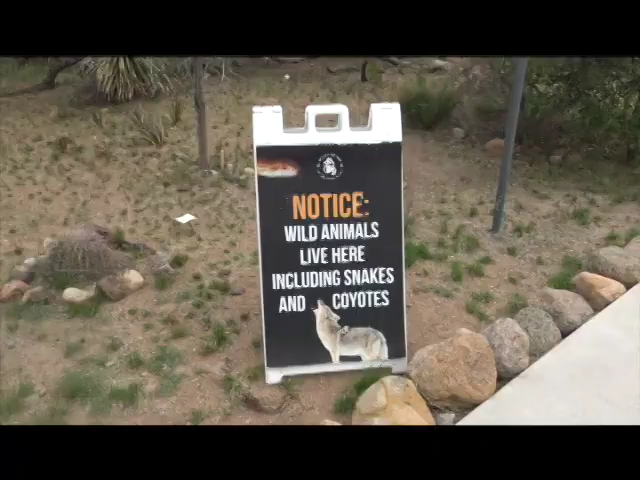 NOTICE:
WILD ANIMALS
LIVE HERE
INCLUDING SNAKES
AND COYOTES